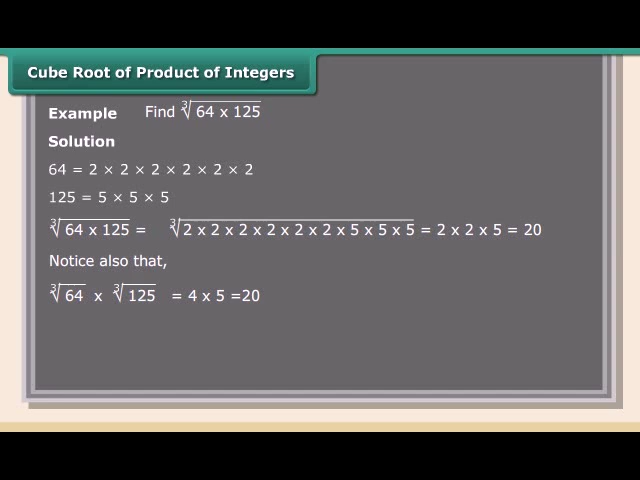 Cube Root of Product of Integers
Example Find ∛64 x 125
Solution
64 = 2 × 2 × 2 × 2 × 2 × 2
125 = 5 × 5 × 5
∛64 x 125 = ∛2 x 2 x 2 x 2 x 2 x 2 x 5 x 5 x 5 = 2 x 2 x 5 = 20
Notice also that,
∛64 x ∛125 = 4 x 5 =20